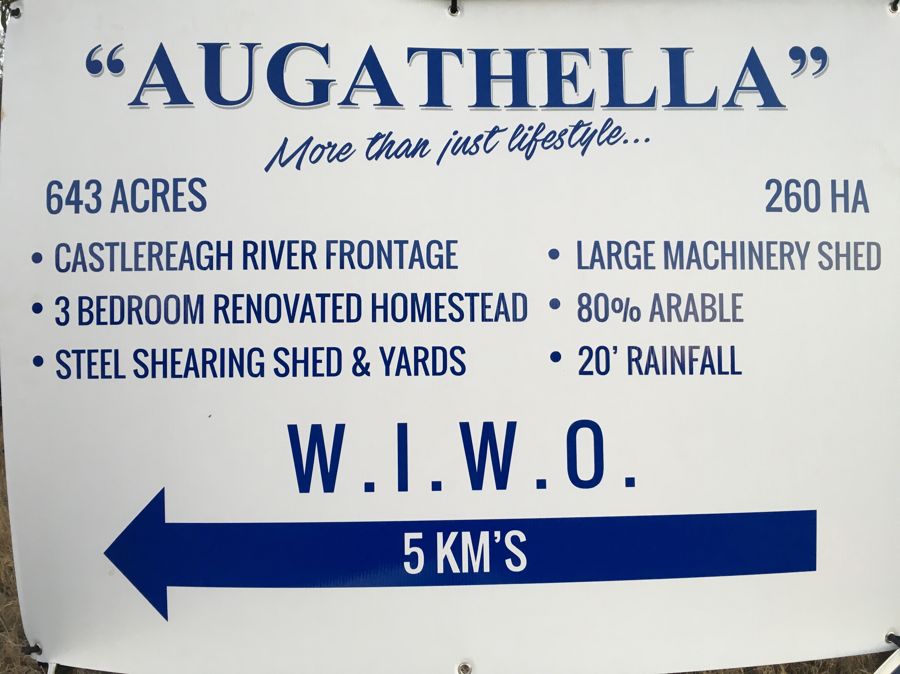 “AUGATHELLA”
More than just lifestyle...
643 ACRES 260 HA
• CASTLEREAGH RIVER FRONTAGE
• 3 BEDROOM RENOVATED HOMESTEAD
• STEEL SHEARING SHED & YARDS
• LARGE MACHINERY SHED
• 80% ARABLE
• 20’ RAINFALL
W.I.W.O.
5 KM’S